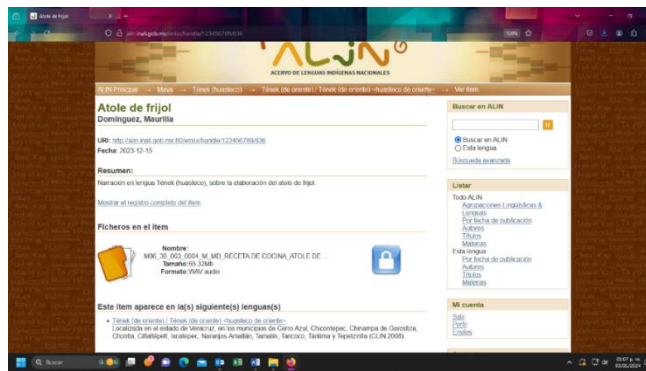 Atole de frijol
ALIN
ACERVO DE LENGUAS INDÍGENAS NACIONALES
ALIN Principal → Maya → Tének (huasteco) → Tének (de oriente) / Tének (de oriente) <huasteco de oriente> → Ver ítem
Atole de frijol
Domínguez, Maurilia
URI: http://alin.inali.gob.mx:80/xmlui/handle/123456789/836
Fecha: 2023-12-15
Resumen:
Narración en lengua Tének (huasteco), sobre la elaboración del atole de frijol.
Mostrar el registro completo del ítem
Ficheros en el ítem
Nombre:
M06_30_003_0004_M_MD_RECETA DE COCINA_ATOLE DE ...
Tamaño: 65.32Mb
Formato: WAV audio
Este ítem aparece en la(s) siguiente(s) lenguas(s)
Tének (de oriente) / Tének (de oriente) <huasteco de oriente>
Localizada en el estado de Veracruz, en los municipios de Cerro Azul, Chicontepec, Chinampa de Gorostiza,
Chontla, Citlaltépetl, Ixcatepec, Naranjos Amatlán, Tamalín, Tancoco, Tantima y Tepetzintla (CLIN 2008).
Buscar en ALIN
Ir
Buscar en ALIN
Esta lengua
Búsqueda avanzada
Listar
Todo ALIN
Agrupaciones Lingüísticas &
Lenguas
Por fecha de publicación
Autores
Títulos
Materias
Esta lengua
Por fecha de publicación
Autores
Títulos
Materias
Mi cuenta
Salir
Perfil
Envíos
Buscar
05:07 p. m.
03/05/2024